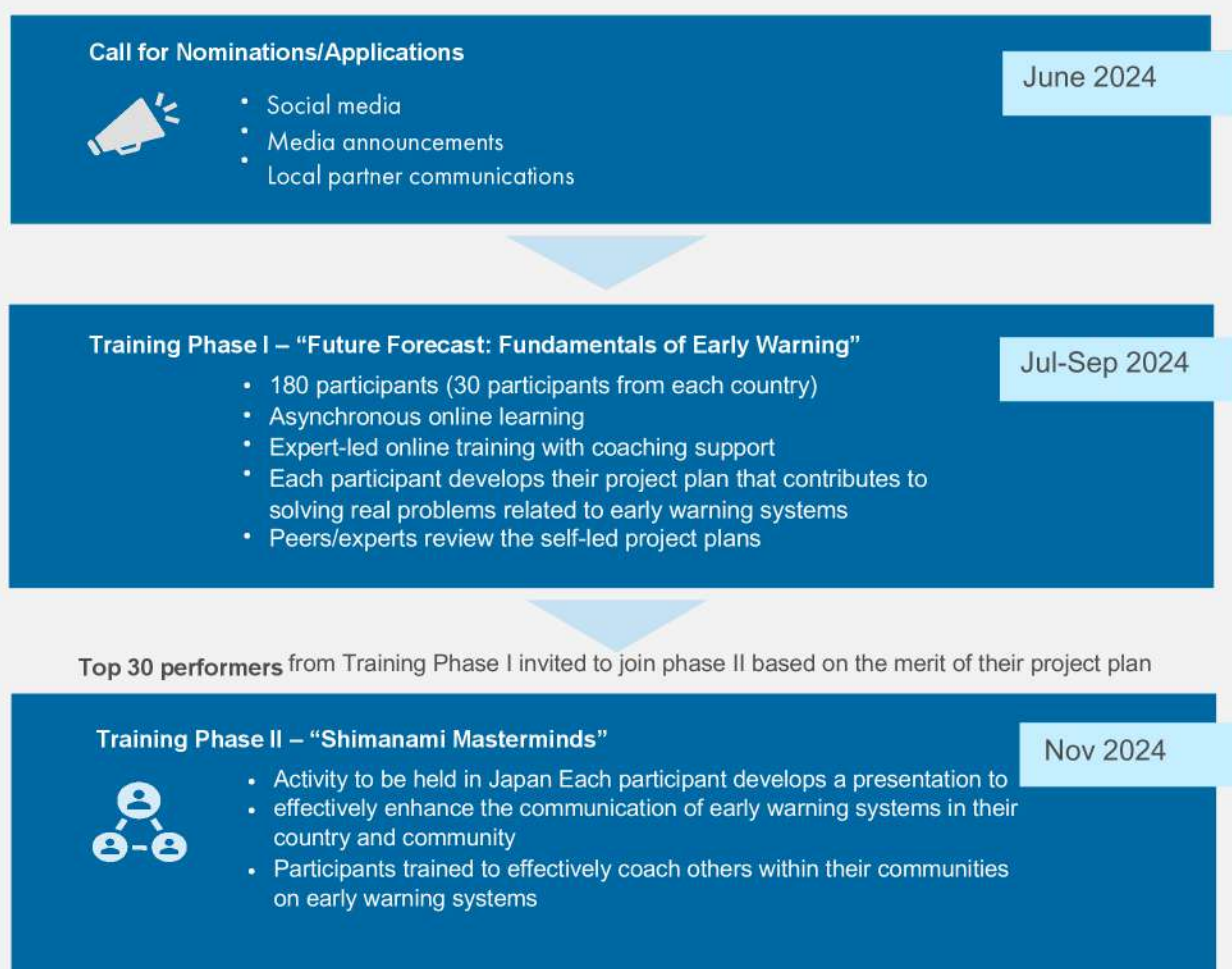 Call for Nominations/Applications
June 2024
• Social media
• Media announcements
• Local partner communications
Training Phase I – “Future Forecast: Fundamentals of Early Warning”
Jul-Sep 2024
• 180 participants (30 participants from each country)
• Asynchronous online learning
• Expert-led online training with coaching support
• Each participant develops their project plan that contributes to
solving real problems related to early warning systems
• Peers/experts review the self-led project plans
Top 30 performers from Training Phase I invited to join phase II based on the merit of their project plan
Training Phase II – “Shimanami Masterminds”
Nov 2024
• Activity to be held in Japan Each participant develops a presentation to
• effectively enhance the communication of early warning systems in their
country and community
• Participants trained to effectively coach others within their communities
on early warning systems